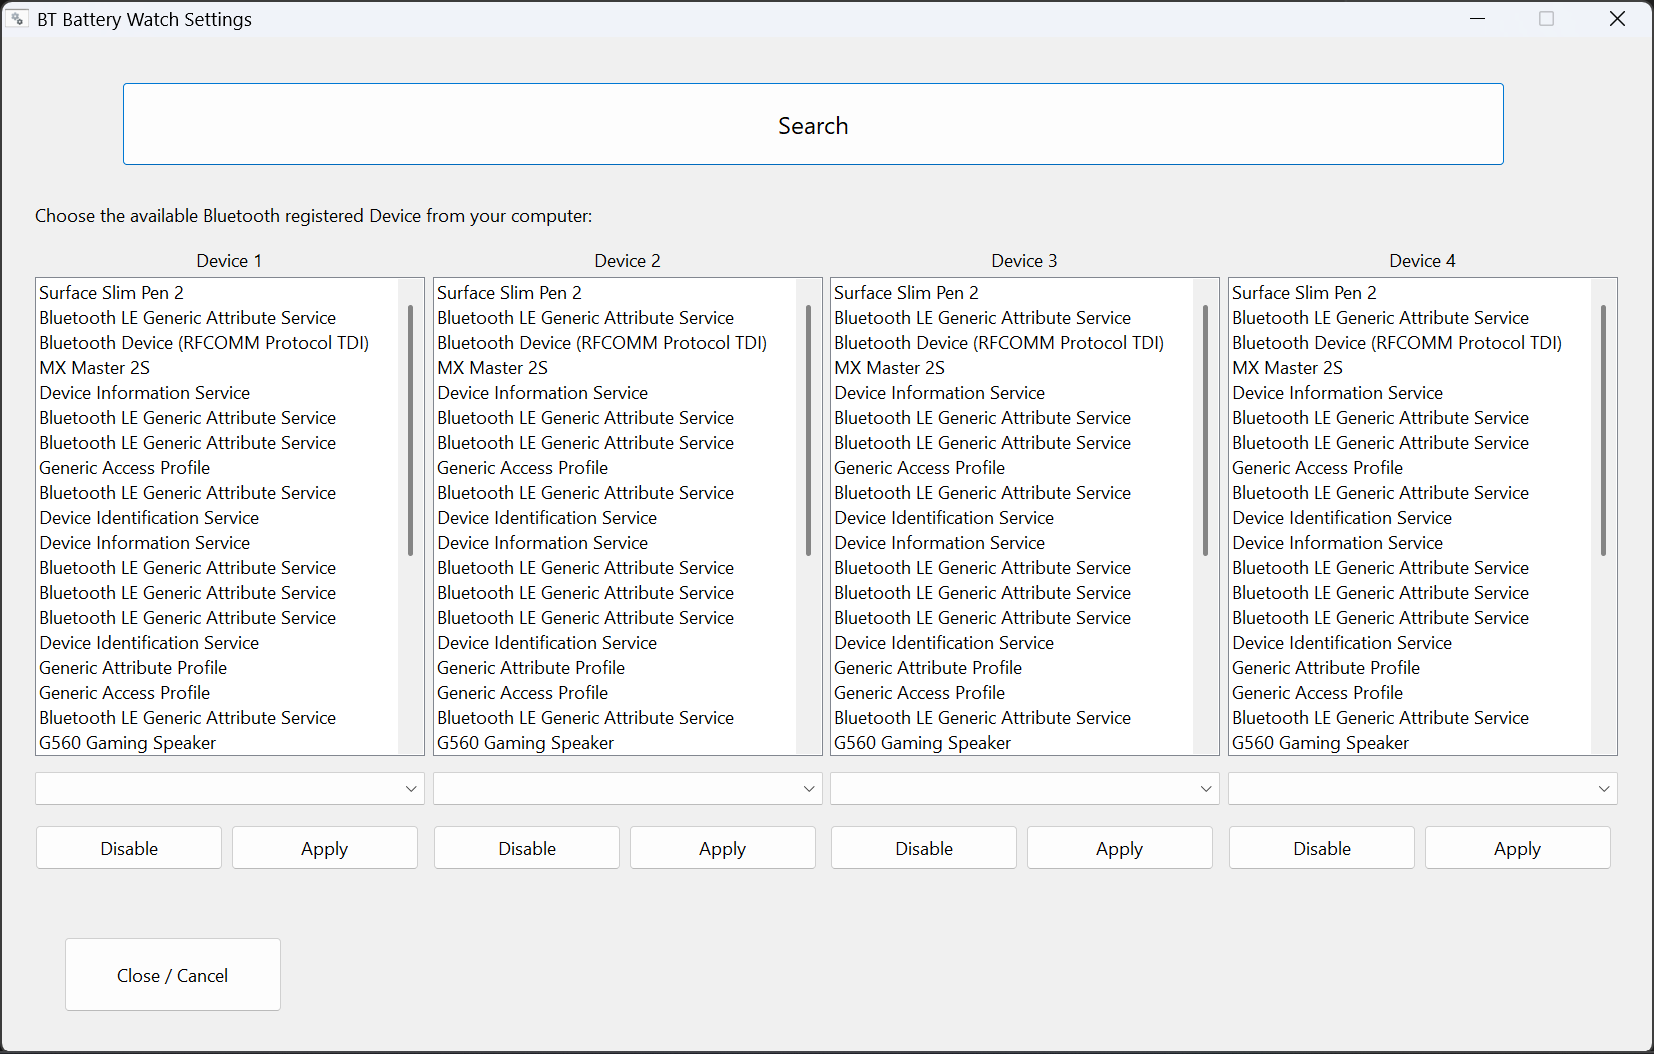 BT Battery Watch Settings
Search
Choose the available Bluetooth registered Device from your computer:
Device 1
Surface Slim Pen 2
Bluetooth LE Generic Attribute Service
Bluetooth Device (RFCOMM Protocol TDI)
MX Master 2S
Device Information Service
Bluetooth LE Generic Attribute Service
Bluetooth LE Generic Attribute Service
Generic Access Profile
Bluetooth LE Generic Attribute Service
Device Identification Service
Device Information Service
Bluetooth LE Generic Attribute Service
Bluetooth LE Generic Attribute Service
Bluetooth LE Generic Attribute Service
Device Identification Service
Generic Attribute Profile
Generic Access Profile
Bluetooth LE Generic Attribute Service
G560 Gaming Speaker
Disable
Apply
Device 2
Surface Slim Pen 2
Bluetooth LE Generic Attribute Service
Bluetooth Device (RFCOMM Protocol TDI)
MX Master 2S
Device Information Service
Bluetooth LE Generic Attribute Service
Bluetooth LE Generic Attribute Service
Generic Access Profile
Bluetooth LE Generic Attribute Service
Device Identification Service
Device Information Service
Bluetooth LE Generic Attribute Service
Bluetooth LE Generic Attribute Service
Bluetooth LE Generic Attribute Service
Device Identification Service
Generic Attribute Profile
Generic Access Profile
Bluetooth LE Generic Attribute Service
G560 Gaming Speaker
Disable
Apply
Device 3
Surface Slim Pen 2
Bluetooth LE Generic Attribute Service
Bluetooth Device (RFCOMM Protocol TDI)
MX Master 2S
Device Information Service
Bluetooth LE Generic Attribute Service
Bluetooth LE Generic Attribute Service
Generic Access Profile
Bluetooth LE Generic Attribute Service
Device Identification Service
Device Information Service
Bluetooth LE Generic Attribute Service
Bluetooth LE Generic Attribute Service
Bluetooth LE Generic Attribute Service
Device Identification Service
Generic Attribute Profile
Generic Access Profile
Bluetooth LE Generic Attribute Service
G560 Gaming Speaker
Disable
Apply
Device 4
Surface Slim Pen 2
Bluetooth LE Generic Attribute Service
Bluetooth Device (RFCOMM Protocol TDI)
MX Master 2S
Device Information Service
Bluetooth LE Generic Attribute Service
Bluetooth LE Generic Attribute Service
Generic Access Profile
Bluetooth LE Generic Attribute Service
Device Identification Service
Device Information Service
Bluetooth LE Generic Attribute Service
Bluetooth LE Generic Attribute Service
Bluetooth LE Generic Attribute Service
Device Identification Service
Generic Attribute Profile
Generic Access Profile
Bluetooth LE Generic Attribute Service
G560 Gaming Speaker
Disable
Apply
Close / Cancel